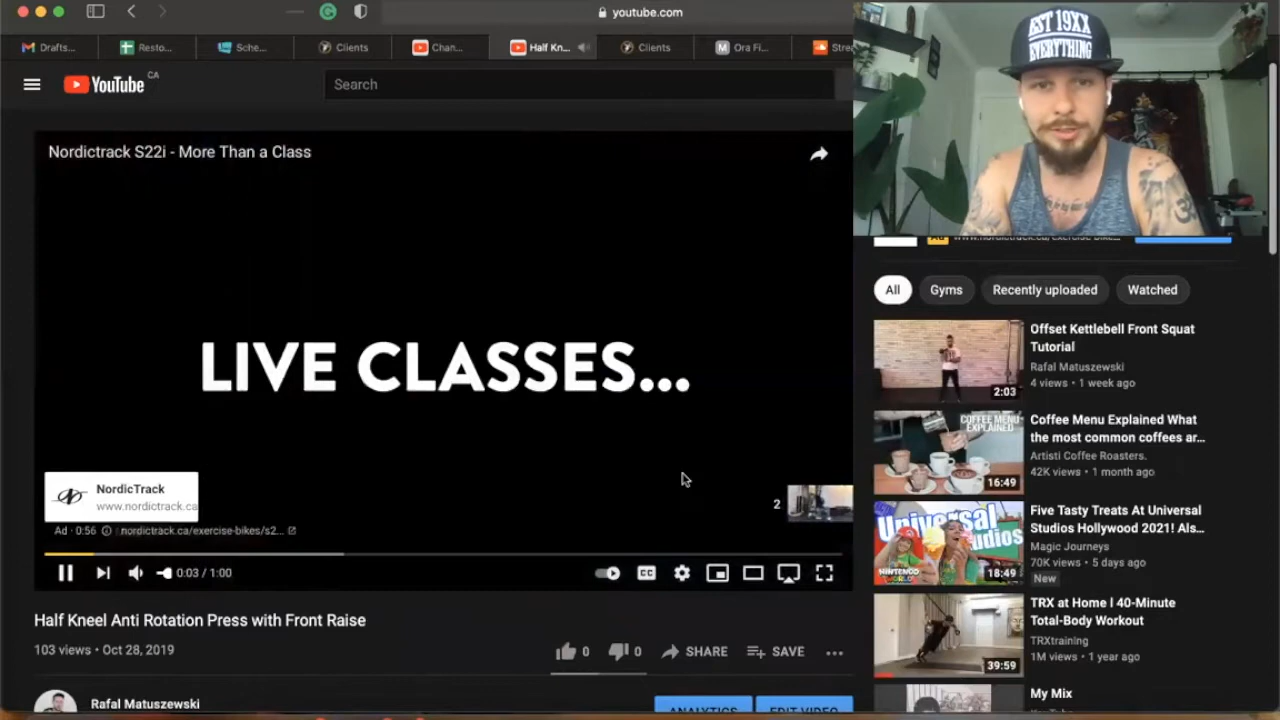 youtube.com
EST 19XX
EVERYTHING
Drafts...
Resto...
Sche...
Clients
Chan...
Half Kn...
Clients
Ora Fi...
Strea
YouTube CA
Search
Nordictrack S22i - More Than a Class
LIVE CLASSES...
NordicTrack
www.nordictrack.ca
2
Ad · 0:56 nordictrack.ca/exercise-bikes/s2...
0:03 / 1:00
CC
Half Kneel Anti Rotation Press with Front Raise
103 views • Oct 28, 2019
0
0
SHARE
SAVE
Rafal Matuszewski
ANALYTICS
EDIT VIDEO
All
Gyms
Recently uploaded
Watched
Offset Kettlebell Front Squat
Tutorial
Rafal Matuszewski
4 views • 1 week ago
2:03
COFFEE MENU
EXPLAINED
Coffee Menu Explained What
the most common coffees ar...
Artisti Coffee Roasters.
42K views • 1 month ago
16:49
Universal
Studios
NINTENDO
WORLD
Five Tasty Treats At Universal
Studios Hollywood 2021! Als...
Magic Journeys
70K views • 5 days ago
New
18:49
TRX at Home l 40-Minute
Total-Body Workout
TRXtraining
1M views • 1 year ago
39:59
My Mix